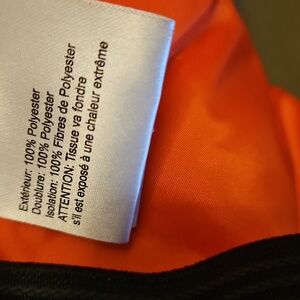 Extérieur: 100% Polyester
Doublure: 100% Polyester
Isolation: 100% Fibres de Polyester
ATTENTION: Tissue va fondre
s'il est exposé à une chaleur extrême